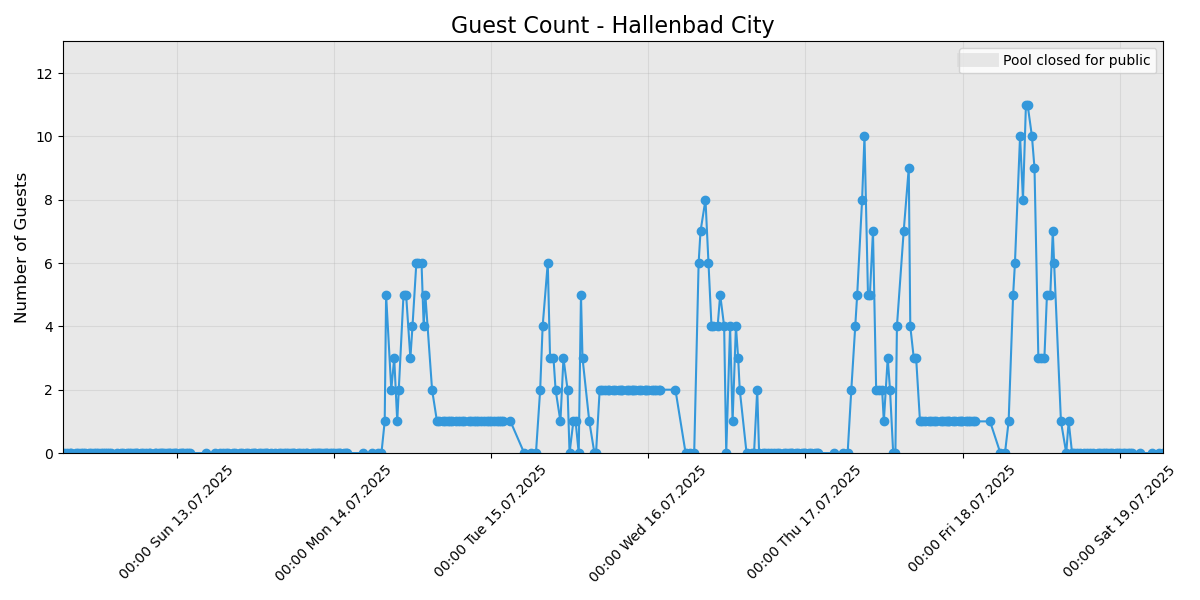 Guest Count - Hallenbad City
Pool closed for public
Number of Guests
12
10
8
6
4
2
0
00:00 Sun 13.07.2025
00:00 Mon 14.07.2025
00:00 Tue 15.07.2025
00:00 Wed 16.07.2025
00:00 Thu 17.07.2025
00:00 Fri 18.07.2025
00:00 Sat 19.07.2025